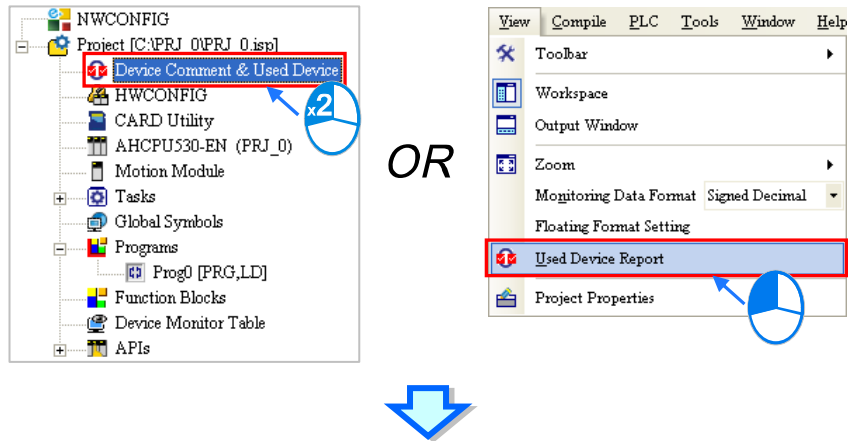 NWCONFIG
Project [C:\PRJ_0\PRJ_0.isp]
Device Comment & Used Device
HWCONFIG
CARD Utility
AHCPU530-EN (PRJ_0)
Motion Module
Tasks
Global Symbols
Programs
Prog0 [PRG,LD]
Function Blocks
Device Monitor Table
APIs
x2
OR
View Compile PLC Tools Window Help
Toolbar
Workspace
Output Window
Zoom
Monitoring Data Format Signed Decimal
Floating Format Setting
Used Device Report
Project Properties